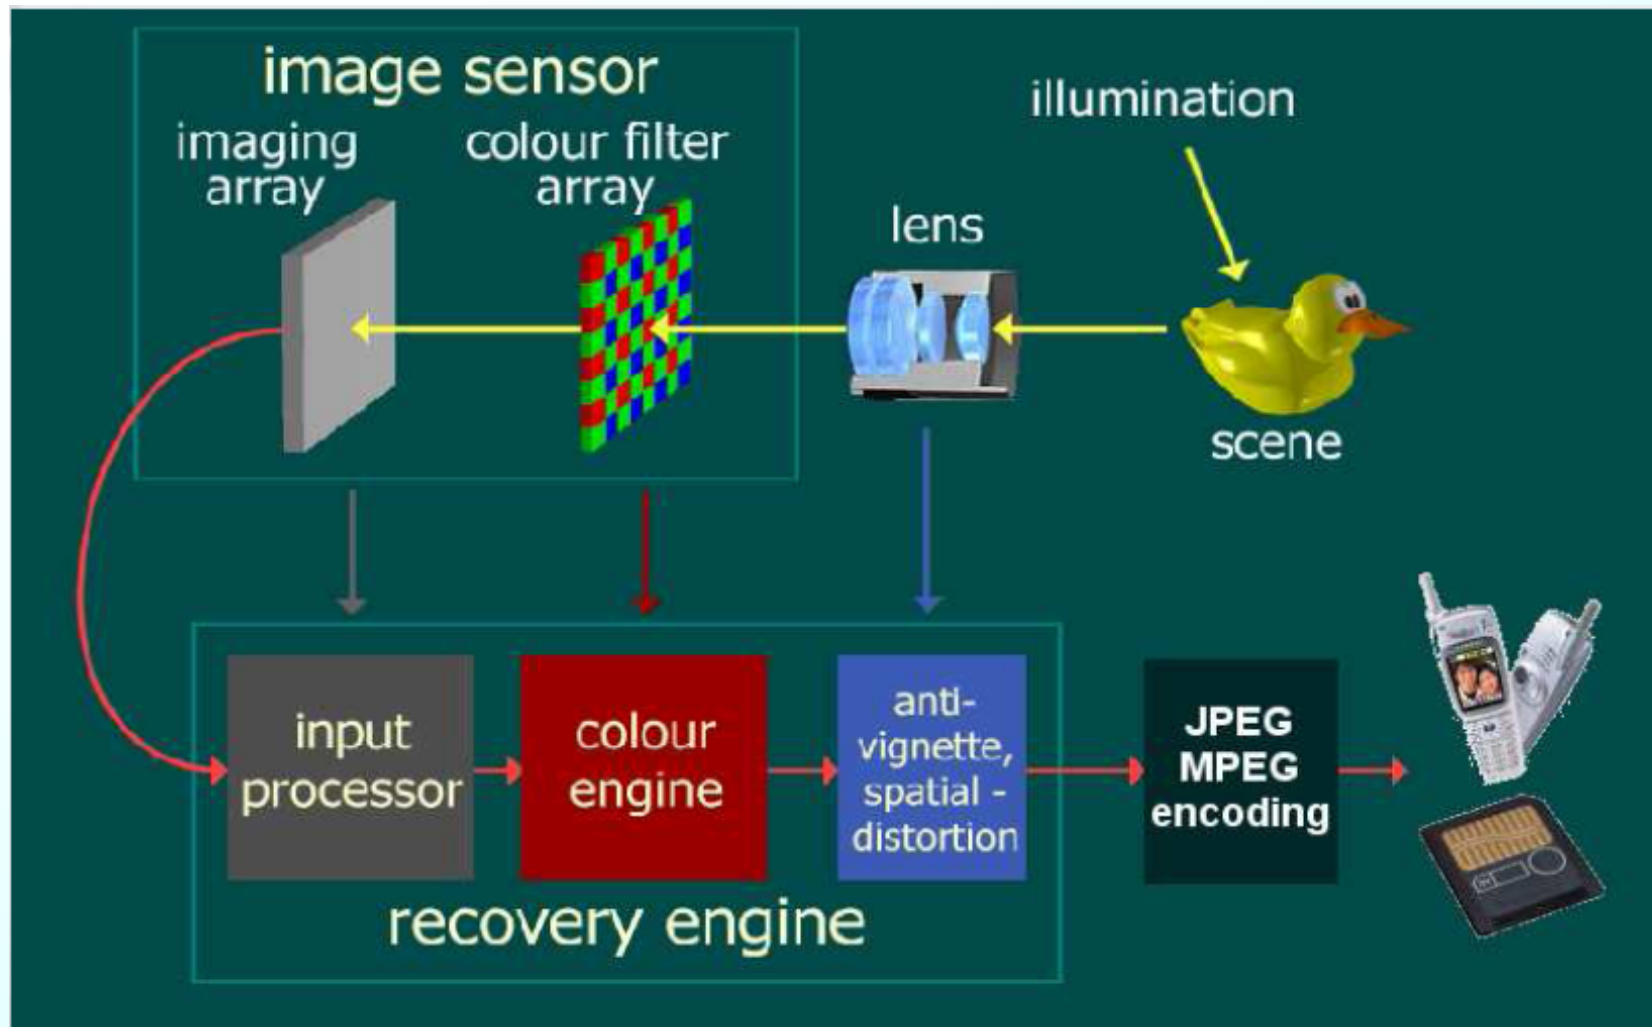 image sensor
imaging
array
colour filter
array
lens
illumination
scene
input
processor
colour
engine
anti-
vignette,
spatial -
distortion
JPEG
MPEG
encoding
recovery engine